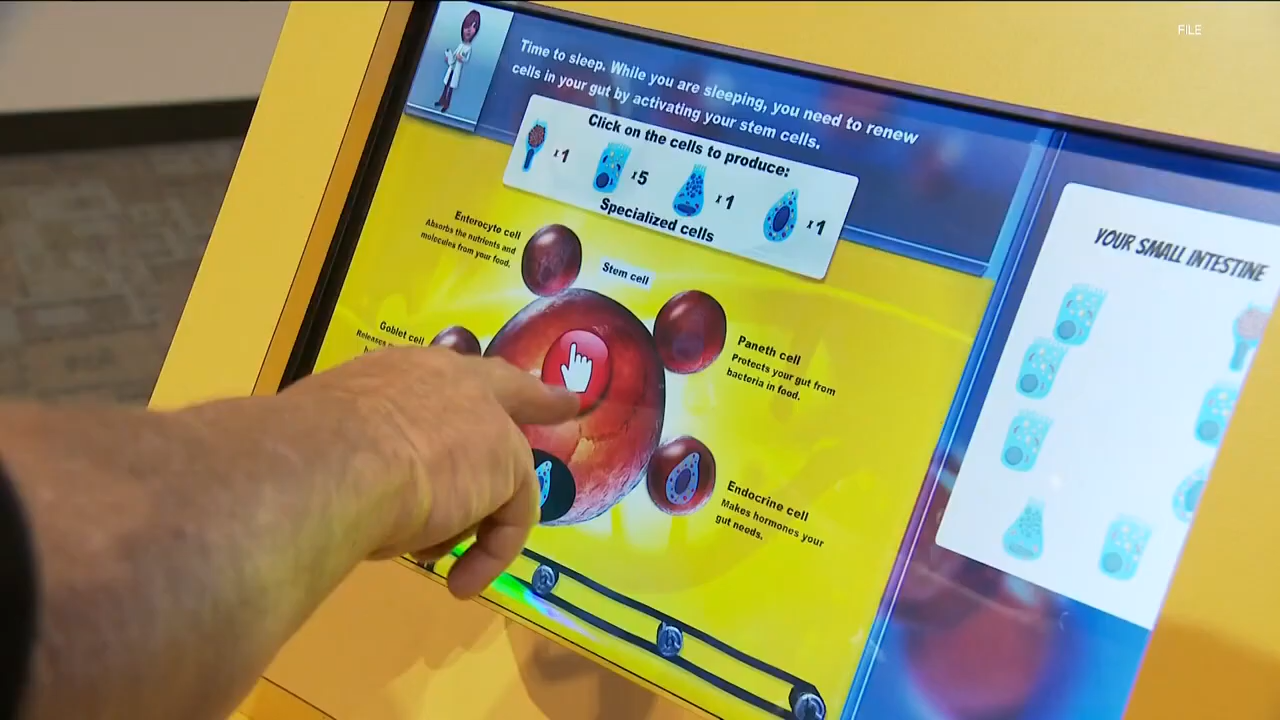 FILE
Time to sleep. While you are sleeping, you need to renew
cells in your gut by activating your stem cells.
Click on the cells to produce:
x1
x5
x1
x1
Specialized cells
Enterocyte cell
Absorbs the nutrients and
molecules from your food.
Stem cell
Goblet cell
Releases
Paneth cell
Protects your gut from
bacteria in food.
Endocrine cell
Makes hormones your
gut needs.
YOUR SMALL INTESTINE